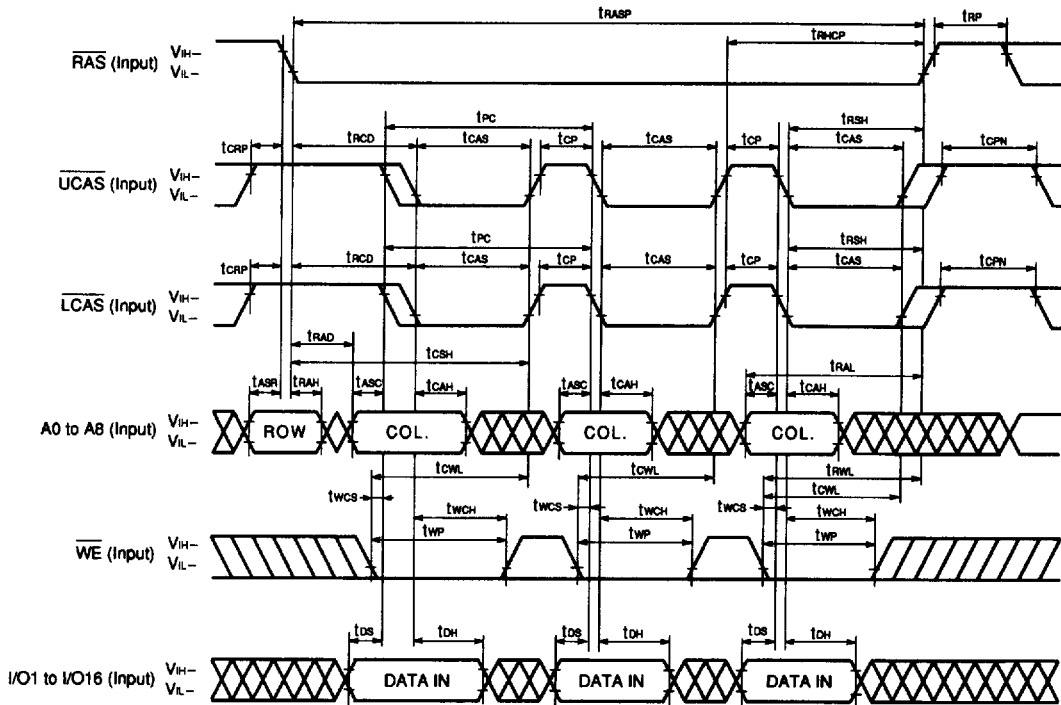 tRASP
tRP
tRHCP
RAS (Input) VIH– VIL–
tPC tRSH
tCRP tRCD tCAS tCP tCAS tCP tCAS tCPN
UCAS (Input) VIH– VIL–
tPC tRSH
tCRP tRCD tCAS tCP tCAS tCP tCAS tCPN
LCAS (Input) VIH– VIL–
tRAD
tCSH
tRAL
tASR tRAH tASC tCAH tASC tCAH tASC tCAH
A0 to A8 (Input) VIH– VIL– ROW COL. COL. COL.
tCWL tCWL tRWL
tWCS tWCS tWCS tCWL
tWCH tWCH tWCH
tWP tWP tWP
WE (Input) VIH– VIL–
tDS tDH tDS tDH tDS tDH
I/O1 to I/O16 (Input) VIH– VIL– DATA IN DATA IN DATA IN